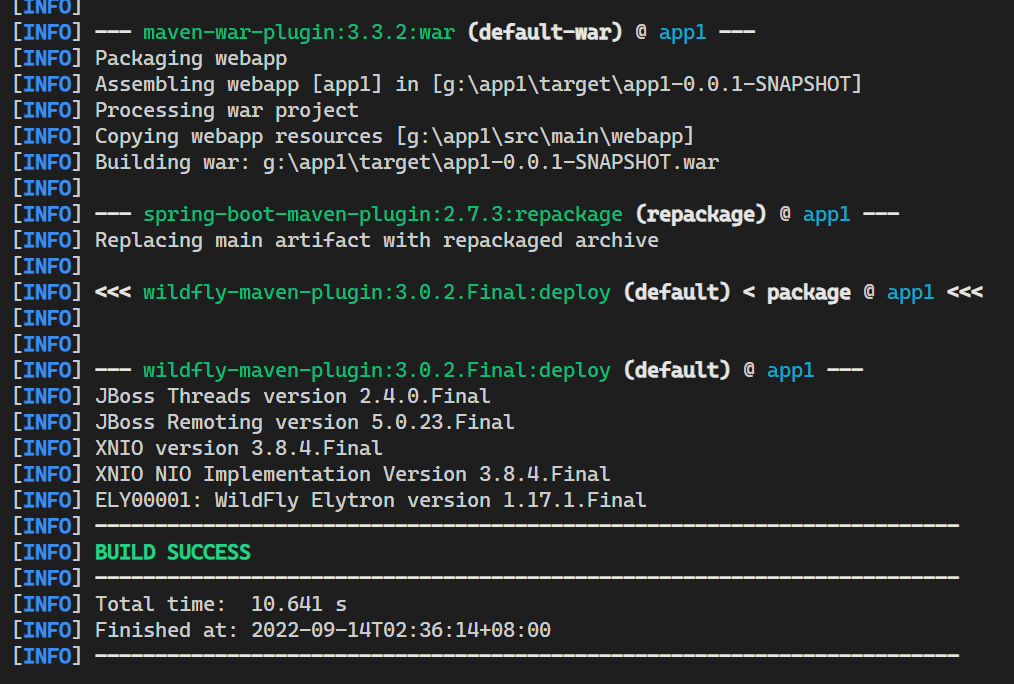 [INFO]
[INFO] --- maven-war-plugin:3.3.2:war (default-war) @ app1 ---
[INFO] Packaging webapp
[INFO] Assembling webapp [app1] in [g:\app1\target\app1-0.0.1-SNAPSHOT]
[INFO] Processing war project
[INFO] Copying webapp resources [g:\app1\src\main\webapp]
[INFO] Building war: g:\app1\target\app1-0.0.1-SNAPSHOT.war
[INFO]
[INFO] --- spring-boot-maven-plugin:2.7.3:repackage (repackage) @ app1 ---
[INFO] Replacing main artifact with repackaged archive
[INFO]
[INFO] <<< wildfly-maven-plugin:3.0.2.Final:deploy (default) < package @ app1 <<<
[INFO]
[INFO]
[INFO] --- wildfly-maven-plugin:3.0.2.Final:deploy (default) @ app1 ---
[INFO] JBoss Threads version 2.4.0.Final
[INFO] JBoss Remoting version 5.0.23.Final
[INFO] XNIO version 3.8.4.Final
[INFO] XNIO NIO Implementation Version 3.8.4.Final
[INFO] ELY00001: WildFly Elytron version 1.17.1.Final
[INFO] ------------------------------------------------------------------------
[INFO] BUILD SUCCESS
[INFO] ------------------------------------------------------------------------
[INFO] Total time:  10.641 s
[INFO] Finished at: 2022-09-14T02:36:14+08:00
[INFO] ------------------------------------------------------------------------